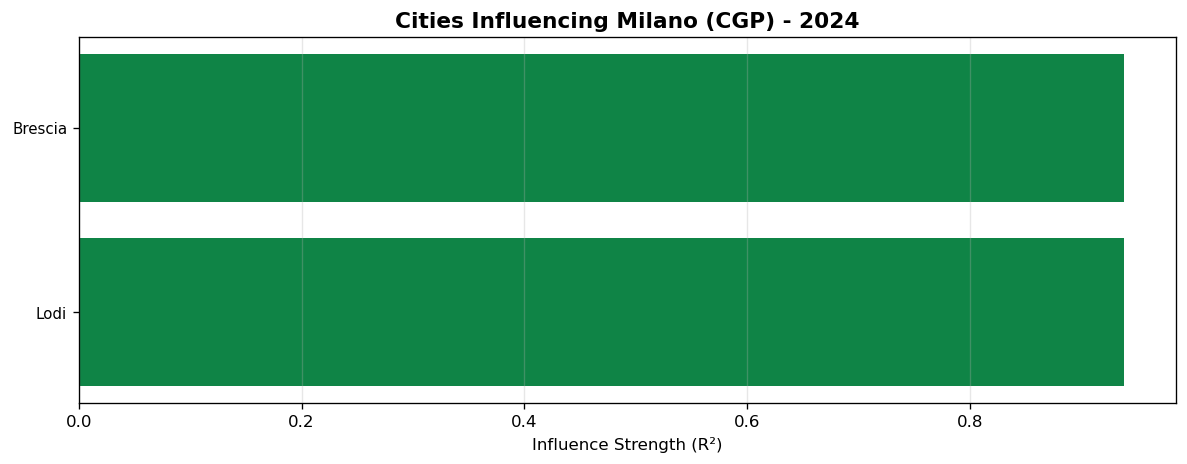 Cities Influencing Milano (CGP) - 2024
Brescia
Lodi
0.0 0.2 0.4 0.6 0.8
Influence Strength (R²)